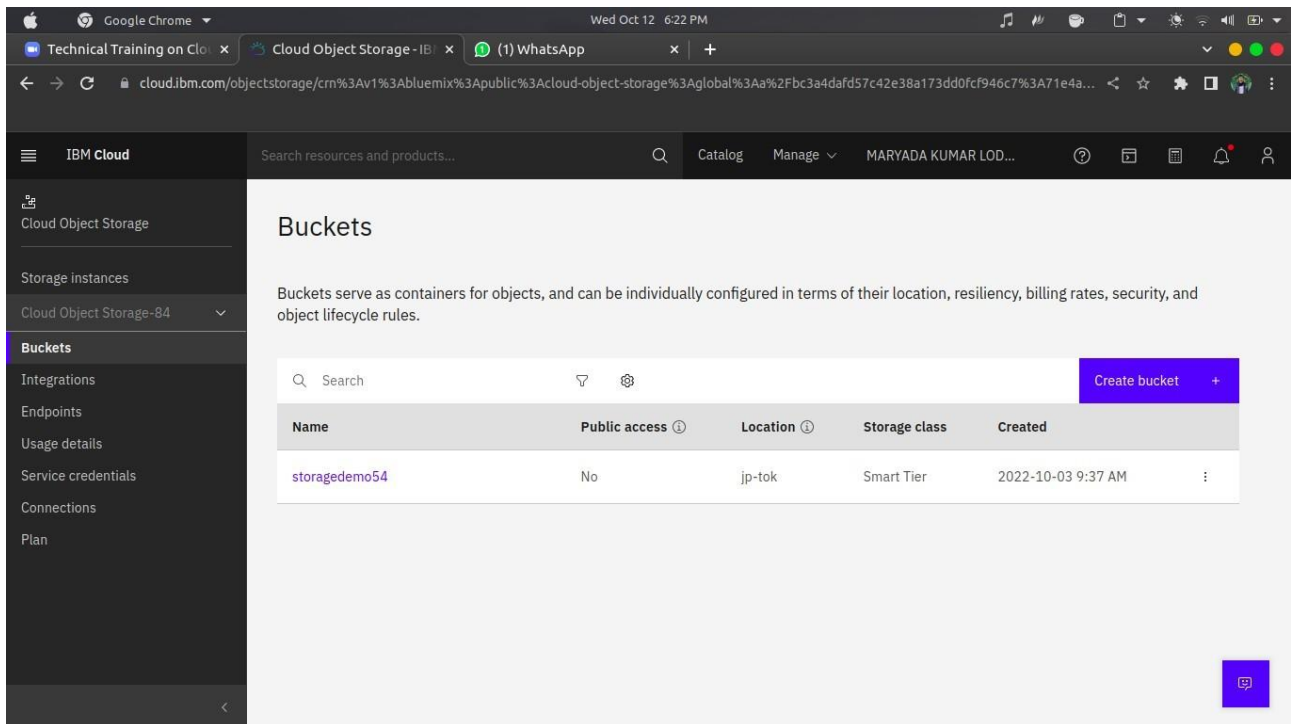 Google Chrome
Wed Oct 12 6:22 PM
Technical Training on Clo
Cloud Object Storage - IB
(1) WhatsApp
cloud.ibm.com/objectstorage/crn%3Av1%3Abluemix%3Apublic%3Acloud-object-storage%3Aglobal%3Aa%2Fbc3a4dafd57c42e38a173dd0fcf946c7%3A71e4a...
IBM Cloud
Search resources and products...
Catalog
Manage
MARYADA KUMAR LOD...
Cloud Object Storage
Storage instances
Cloud Object Storage-84
Buckets
Integrations
Endpoints
Usage details
Service credentials
Connections
Plan
Buckets
Buckets serve as containers for objects, and can be individually configured in terms of their location, resiliency, billing rates, security, and
object lifecycle rules.
Search
Create bucket +
Name Public access Location Storage class Created
storagedemo54 No jp-tok Smart Tier 2022-10-03 9:37 AM